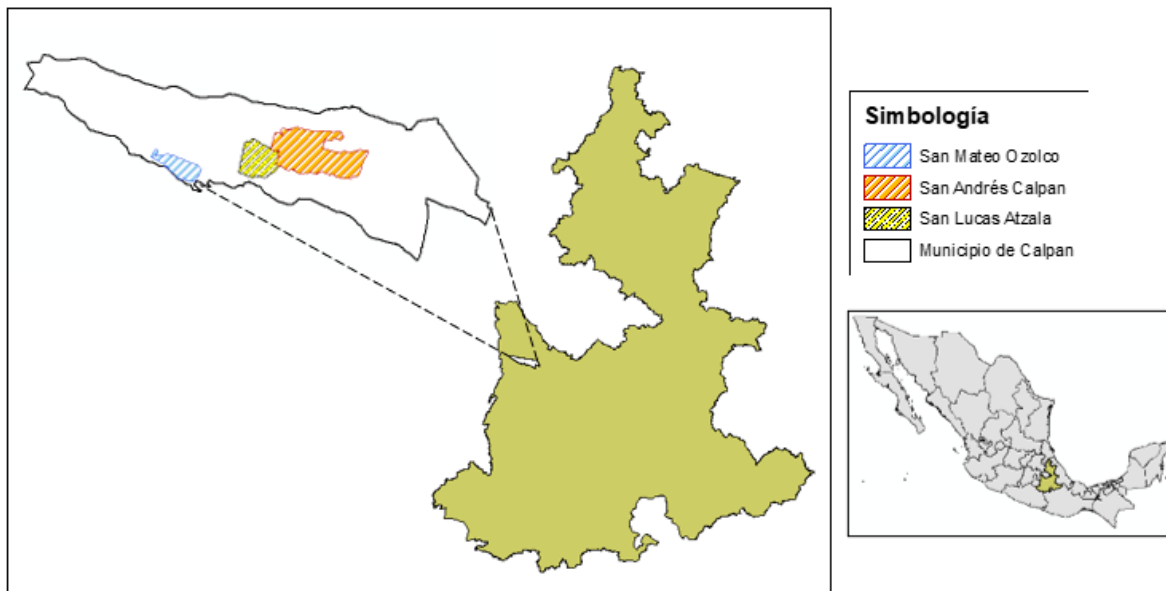 Simbología
San Mateo Ozolco
San Andrés Calpan
San Lucas Atzala
Municipio de Calpan